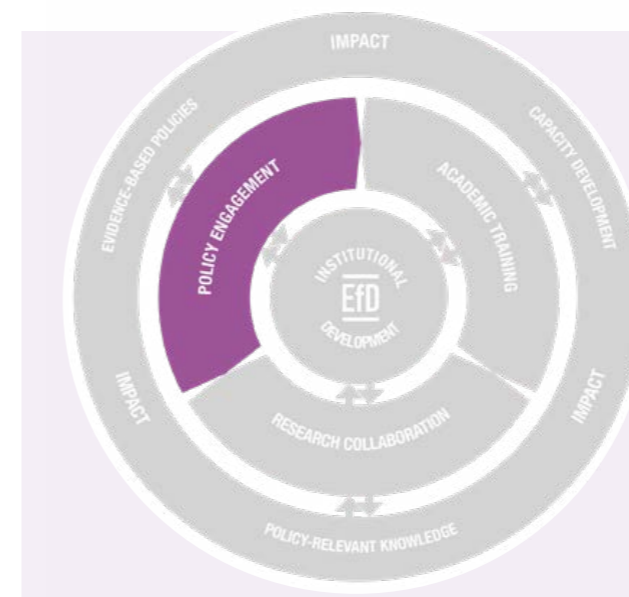 IMPACT
EVIDENCE-BASED POLICIES
CAPACITY DEVELOPMENT
POLICY ENGAGEMENT
ACADEMIC TRAINING
INSTITUTIONAL
EfD
DEVELOPMENT
IMPACT
IMPACT
RESEARCH COLLABORATION
POLICY-RELEVANT KNOWLEDGE